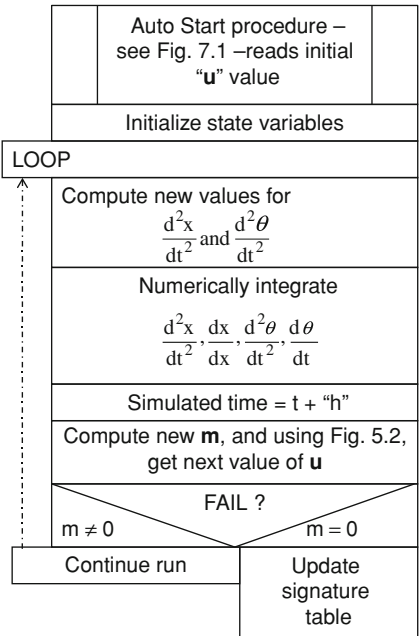 Auto Start procedure –
see Fig. 7.1 –reads initial
“u” value
Initialize state variables
LOOP
Compute new values for
d²x/dt² and d²θ/dt²
Numerically integrate
d²x/dt², dx/dx, d²θ/dt², dθ/dt
Simulated time = t + “h”
Compute new m, and using Fig. 5.2,
get next value of u
FAIL ?
m ≠ 0 m = 0
Continue run
Update
signature
table